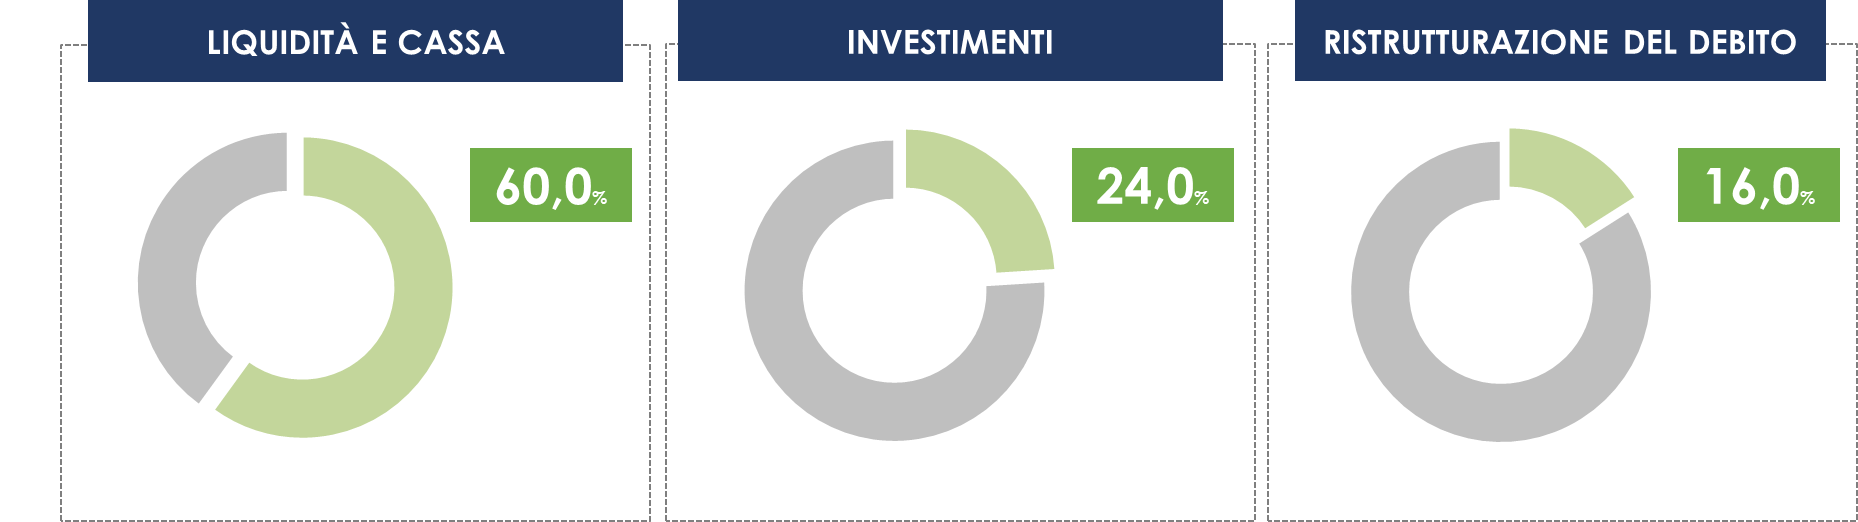 LIQUIDITÀ E CASSA
60,0%
INVESTIMENTI
24,0%
RISTRUTTURAZIONE DEL DEBITO
16,0%